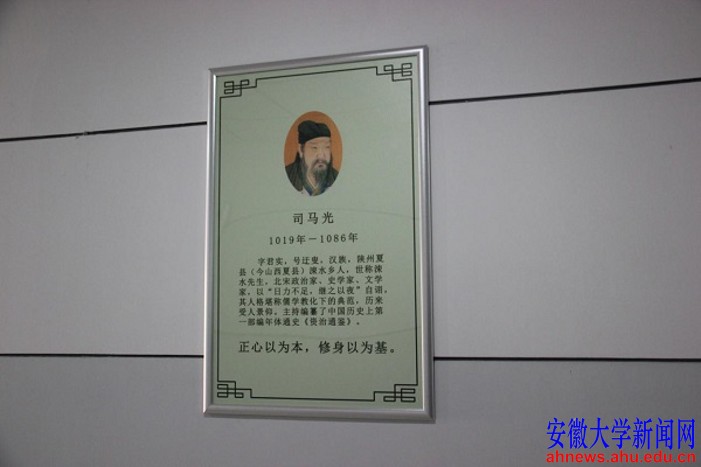 司马光
1019年－1086年
字君实，号迂叟，汉族，陕州夏
县（今山西夏县）涑水乡人，世称涑
水先生，北宋政治家、史学家、文学
家，以“日力不足，继之以夜”自诩，
其人格堪称儒学教化下的典范，历来
受人景仰。主持编纂了中国历史上第
一部编年体通史《资治通鉴》。
正心以为本，修身以为基。
安徽大学新闻网
ahnews.ahu.edu.cn